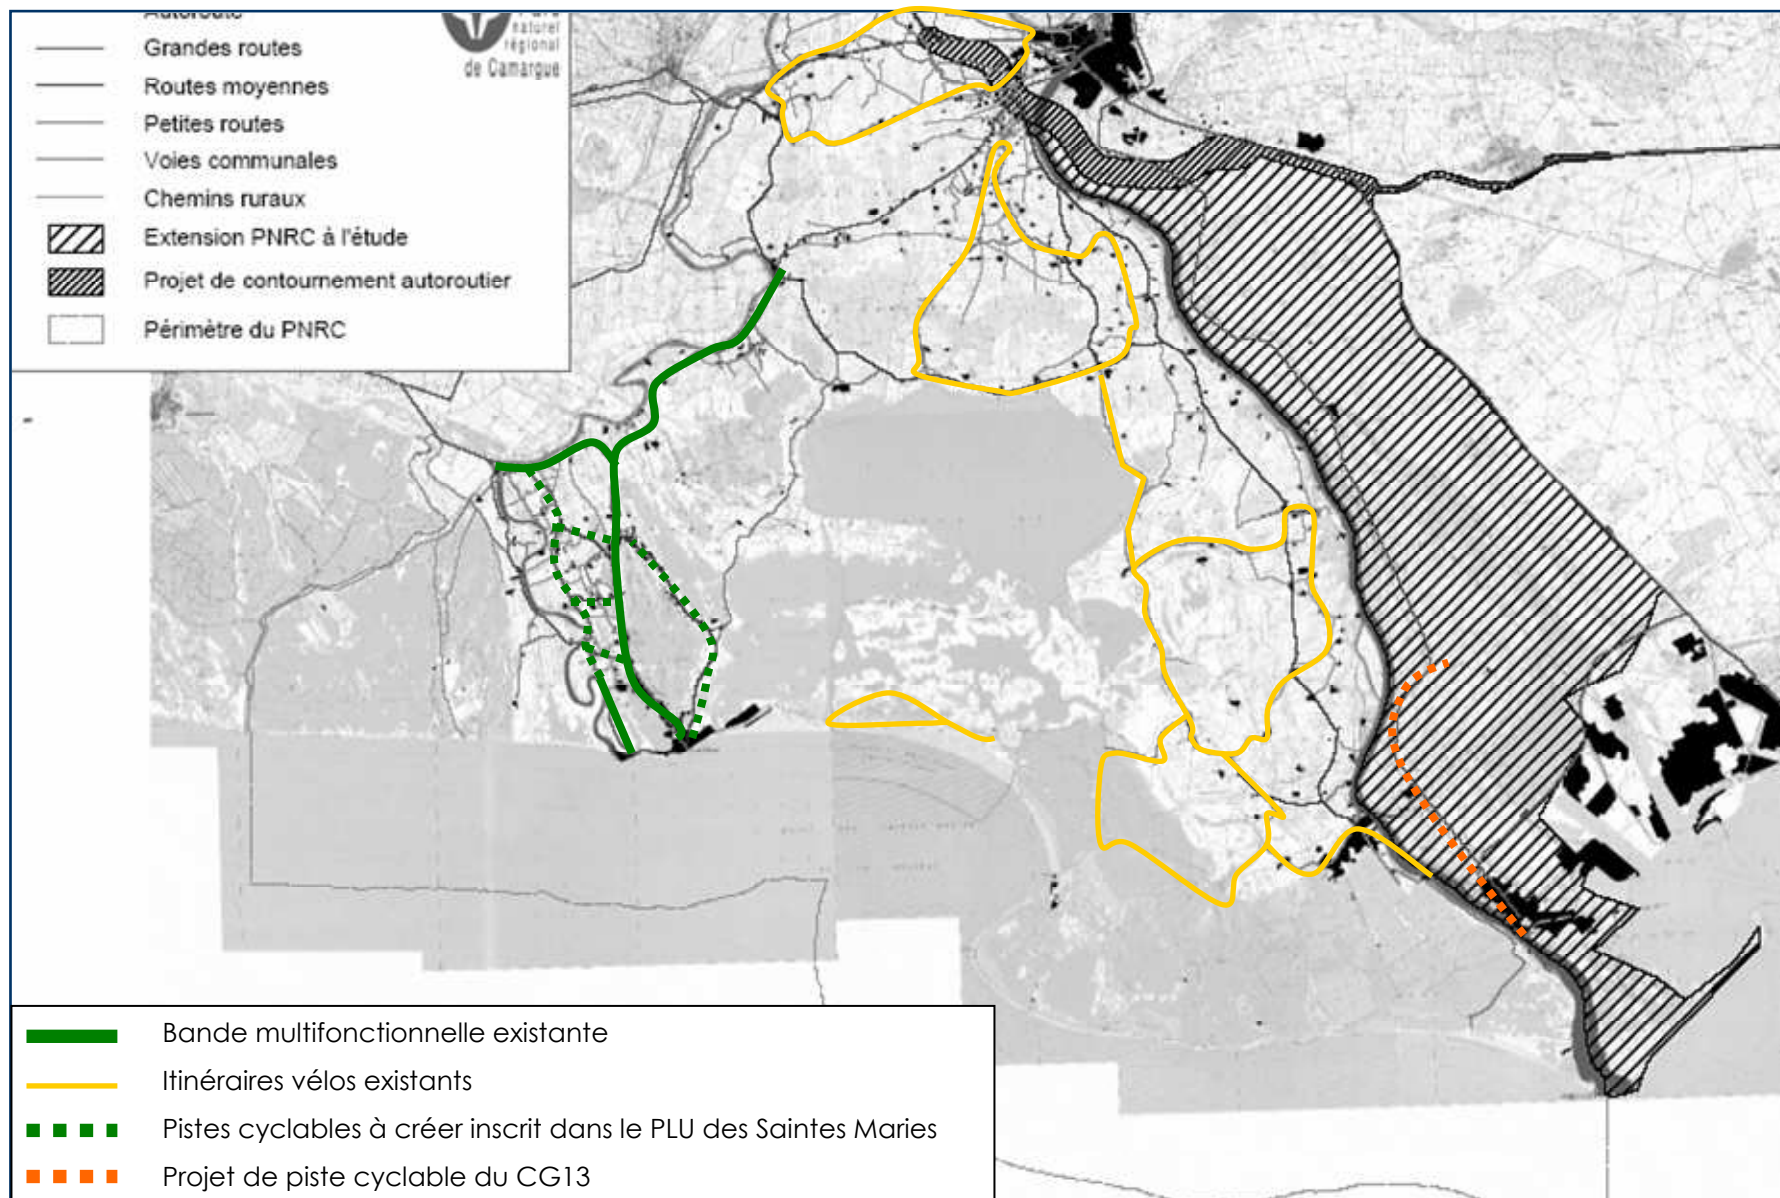 Autoroute
Grandes routes
Routes moyennes
Petites routes
Voies communales
Chemins ruraux
Extension PNRC à l'étude
Projet de contournement autoroutier
Périmètre du PNRC
naturel
régional
de Camargue
Bande multifonctionnelle existante
Itinéraires vélos existants
Pistes cyclables à créer inscrit dans le PLU des Saintes Maries
Projet de piste cyclable du CG13